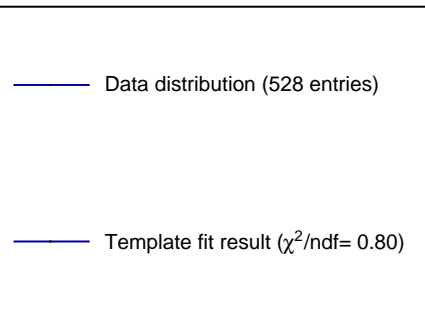 Data distribution (528 entries)
Template fit result (χ²/ndf= 0.80)